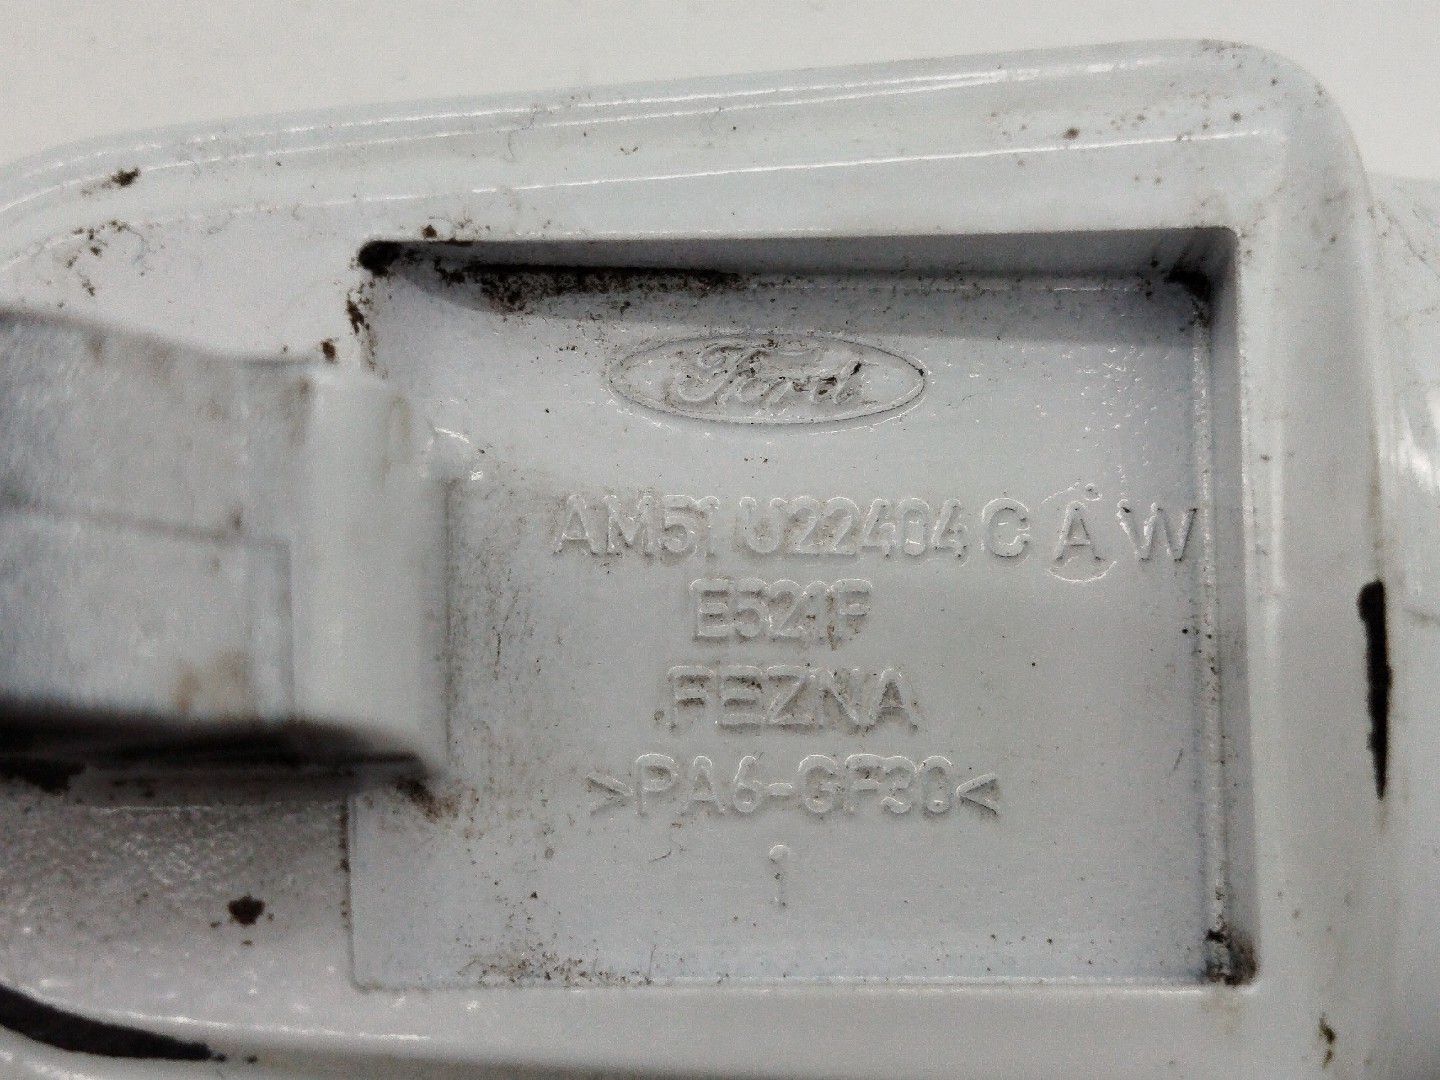 Ford
AM51 U22404 C A W
E521F
FEZNA
>PA6-GF30<
1